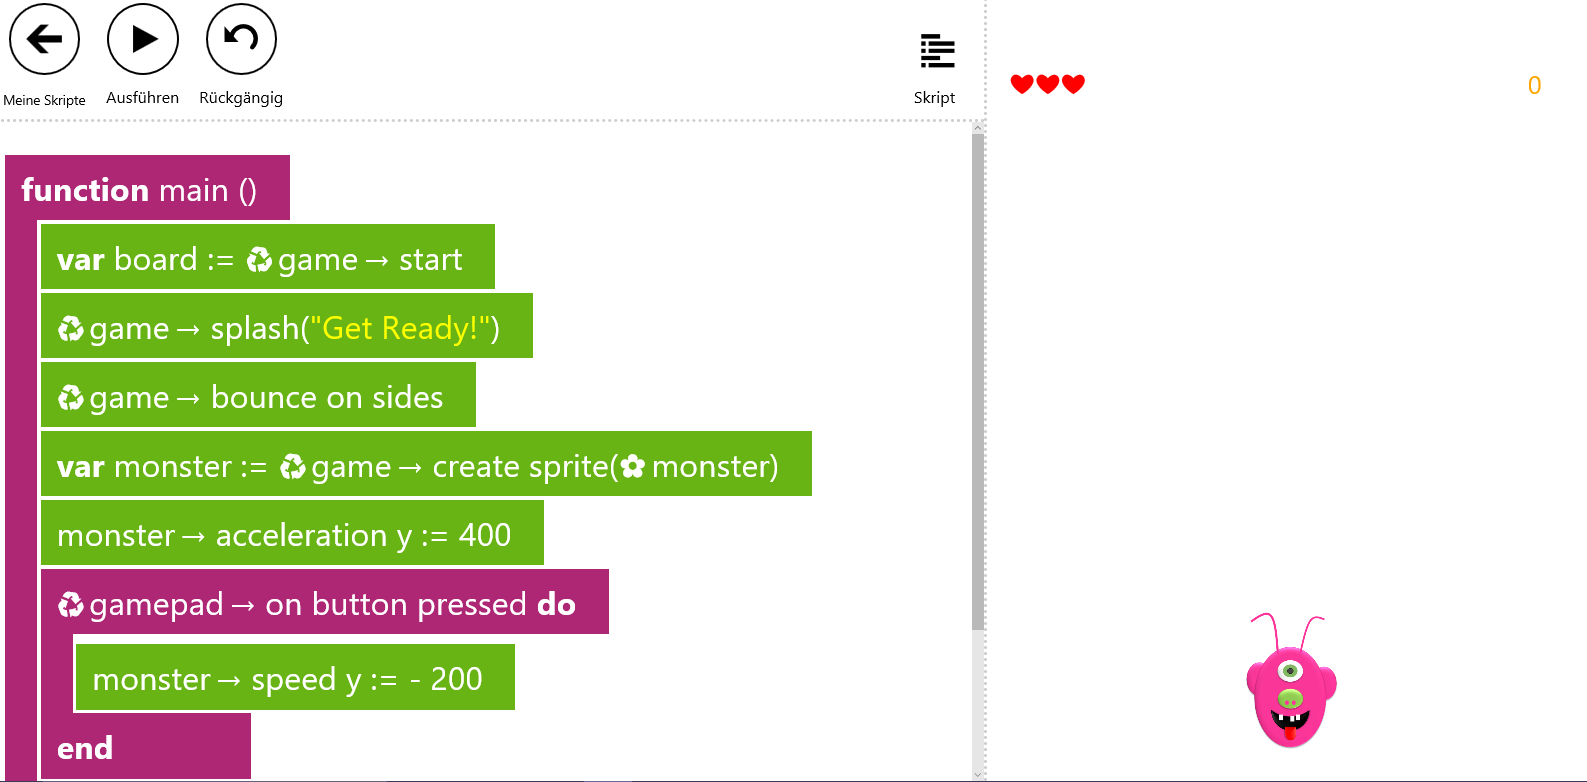 Meine Skripte
Ausführen
Rückgängig
Skript
0
function main ()
var board := ♻ game → start
♻ game → splash("Get Ready!")
♻ game → bounce on sides
var monster := ♻ game → create sprite(✿ monster)
monster → acceleration y := 400
♻ gamepad → on button pressed do
monster → speed y := - 200
end